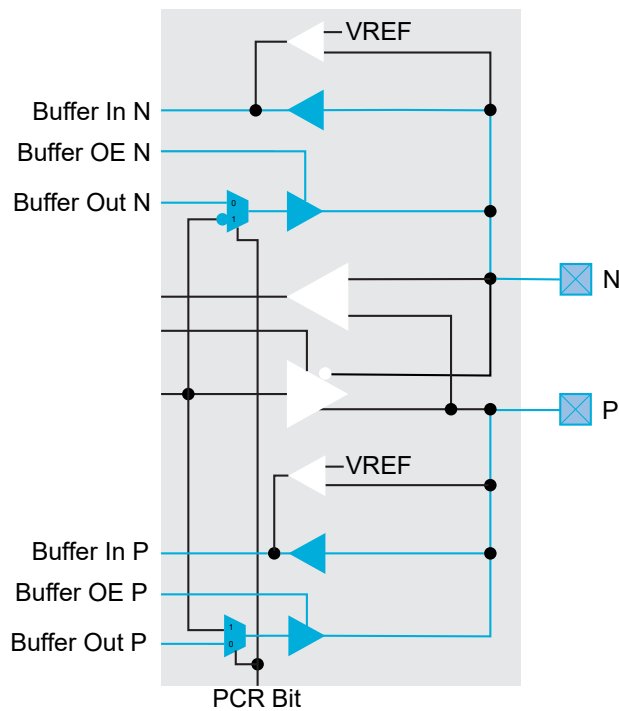 VREF
Buffer In N
Buffer OE N
Buffer Out N
0
1
N
P
VREF
Buffer In P
Buffer OE P
1
Buffer Out P
0
PCR Bit